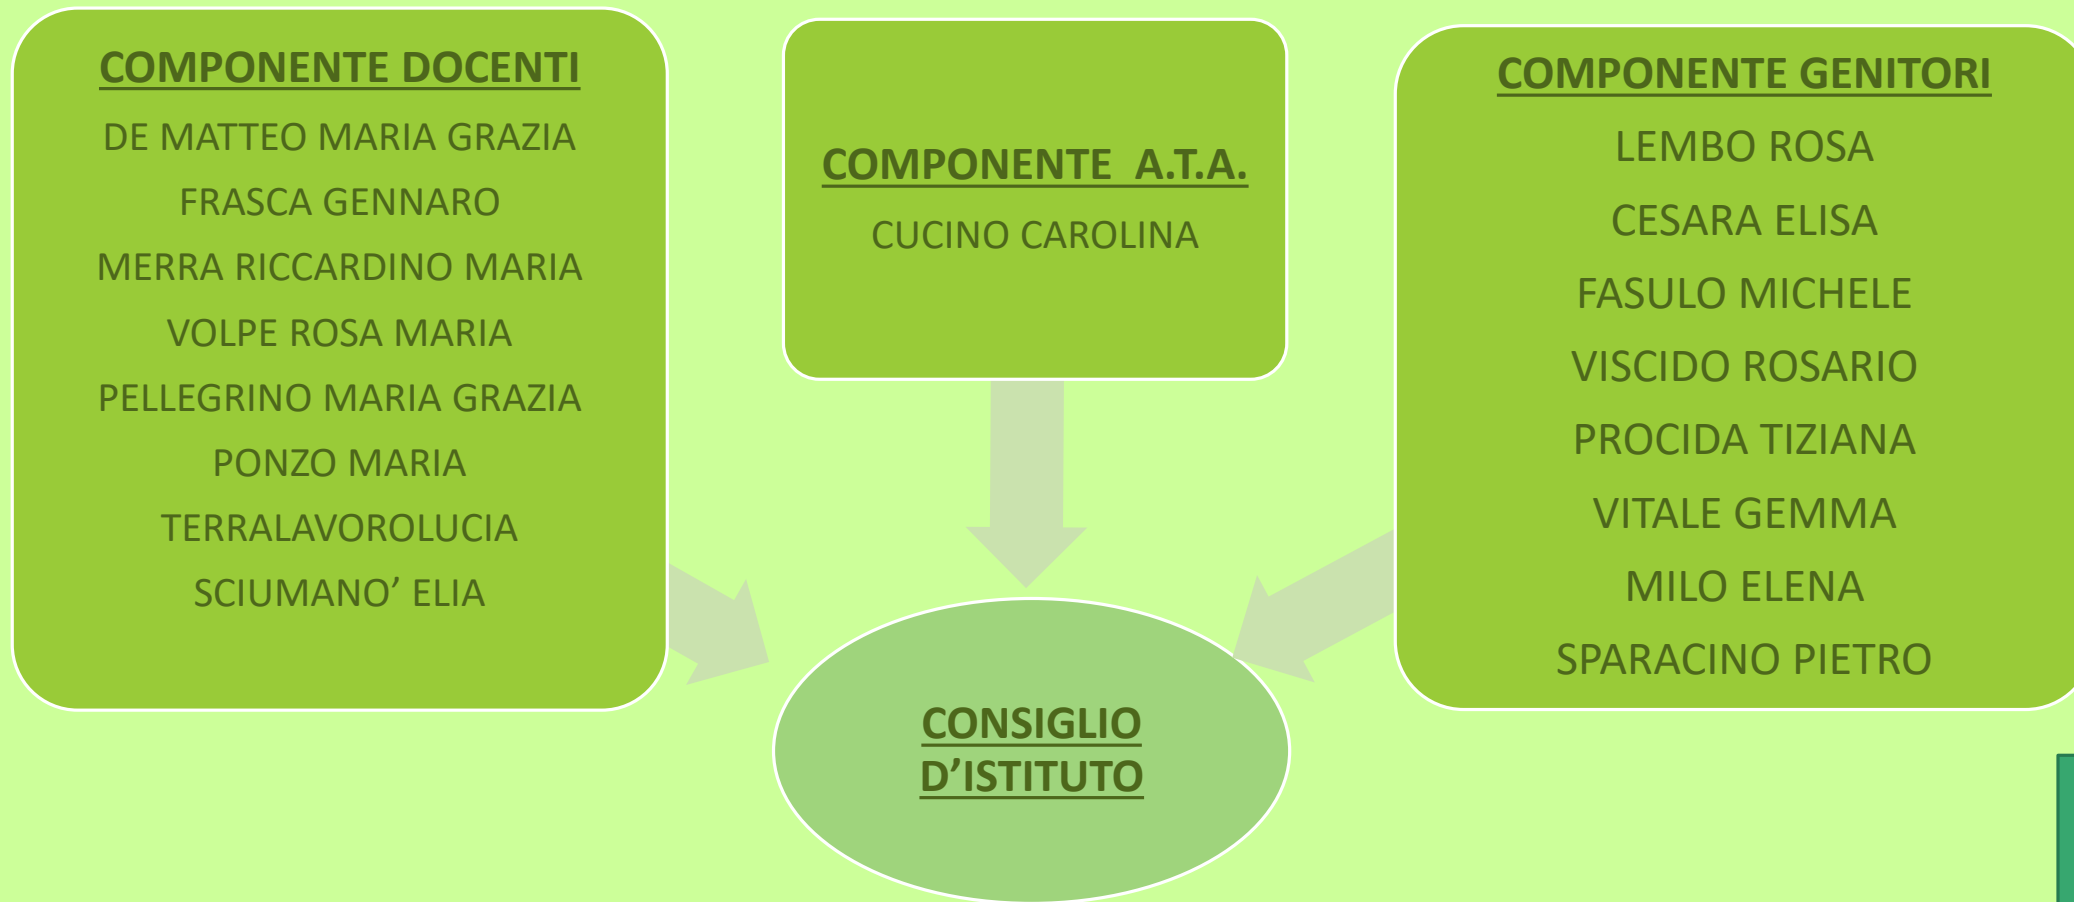 COMPONENTE DOCENTI
DE MATTEO MARIA GRAZIA
FRASCA GENNARO
MERRA RICCARDINO MARIA
VOLPE ROSA MARIA
PELLEGRINO MARIA GRAZIA
PONZO MARIA
TERRALAVOROLUCIA
SCIUMANO’ ELIA
COMPONENTE A.T.A.
CUCINO CAROLINA
COMPONENTE GENITORI
LEMBO ROSA
CESARA ELISA
FASULO MICHELE
VISCIDO ROSARIO
PROCIDA TIZIANA
VITALE GEMMA
MILO ELENA
SPARACINO PIETRO
CONSIGLIO
D’ISTITUTO